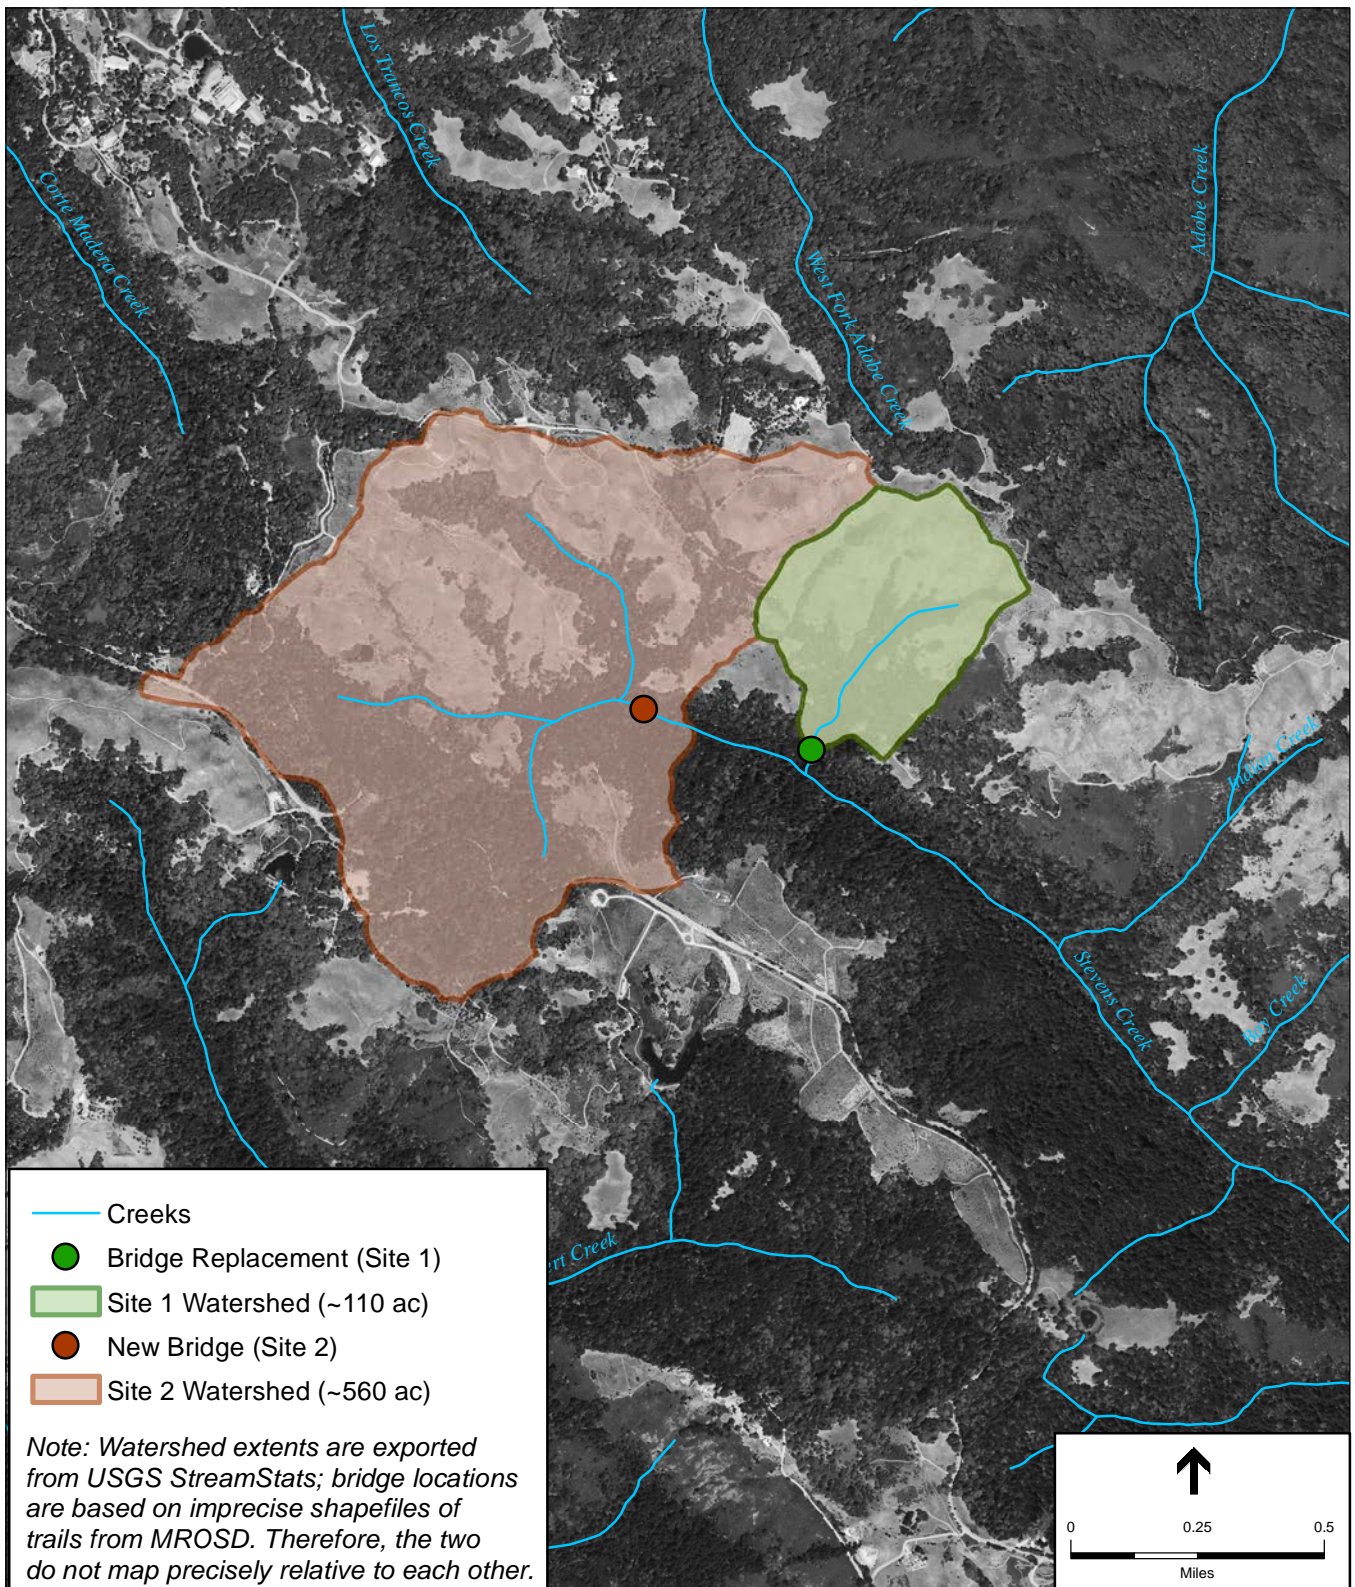 Los Trancos Creek
Corte Madera Creek
West Fork Adobe Creek
Adobe Creek
Indian Creek
Stevens Creek
Bay Creek
ert Creek
Creeks
Bridge Replacement (Site 1)
Site 1 Watershed (~110 ac)
New Bridge (Site 2)
Site 2 Watershed (~560 ac)
Note: Watershed extents are exported
from USGS StreamStats; bridge locations
are based on imprecise shapefiles of
trails from MROSD. Therefore, the two
do not map precisely relative to each other.
0 0.25 0.5
Miles